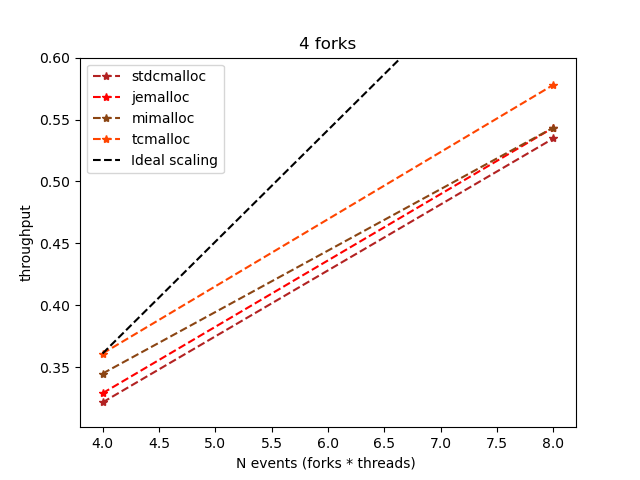 4 forks
stdcmalloc
jemalloc
mimalloc
tcmalloc
Ideal scaling
throughput
0.60
0.55
0.50
0.45
0.40
0.35
4.0 4.5 5.0 5.5 6.0 6.5 7.0 7.5 8.0
N events (forks * threads)